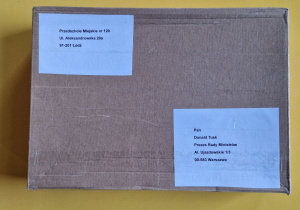 Przedszkole Miejskie nr 126
Ul. Aleksandrowska 28a
91-201 Łódź
Pan
Donald Tusk
Prezes Rady Ministrów
Al. Ujazdowskie 1/3
00-583 Warszawa